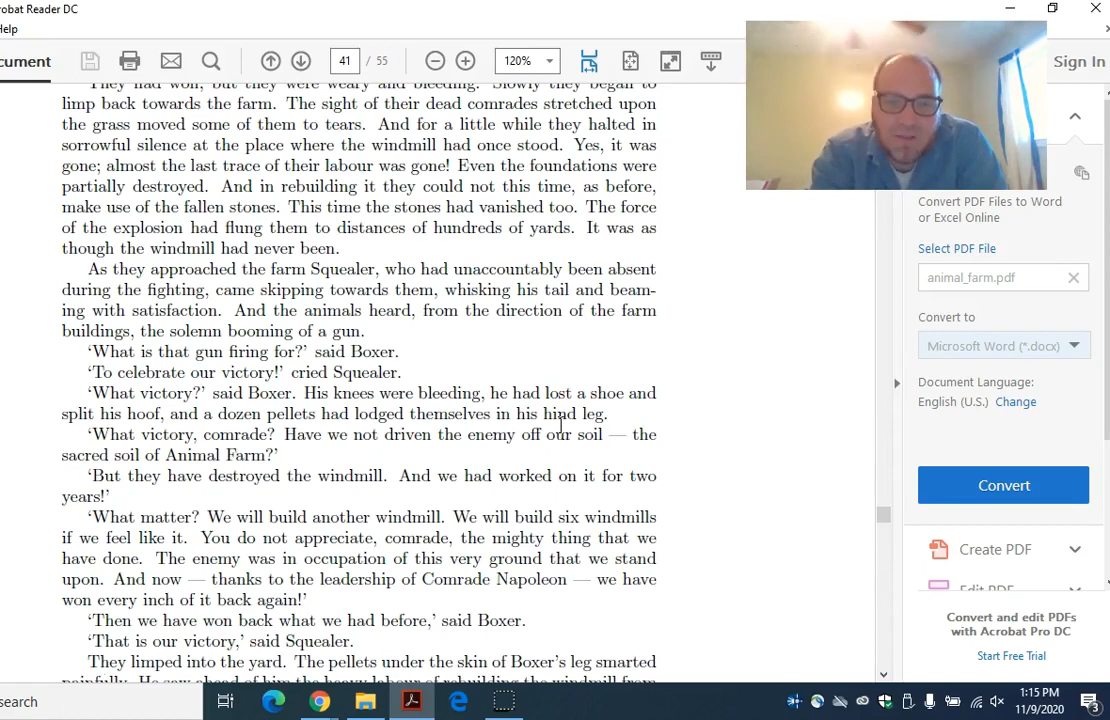 obat Reader DC
Help
cument
41 / 55
120%
Sign In
They had won, but they were weary and bleeding. Slowly they began to
limp back towards the farm. The sight of their dead comrades stretched upon
the grass moved some of them to tears. And for a little while they halted in
sorrowful silence at the place where the windmill had once stood. Yes, it was
gone; almost the last trace of their labour was gone! Even the foundations were
partially destroyed. And in rebuilding it they could not this time, as before,
make use of the fallen stones. This time the stones had vanished too. The force
of the explosion had flung them to distances of hundreds of yards. It was as
though the windmill had never been.
As they approached the farm Squealer, who had unaccountably been absent
during the fighting, came skipping towards them, whisking his tail and beam-
ing with satisfaction. And the animals heard, from the direction of the farm
buildings, the solemn booming of a gun.
‘What is that gun firing for?’ said Boxer.
‘To celebrate our victory!’ cried Squealer.
‘What victory?’ said Boxer. His knees were bleeding, he had lost a shoe and
split his hoof, and a dozen pellets had lodged themselves in his hind leg.
‘What victory, comrade? Have we not driven the enemy off our soil — the
sacred soil of Animal Farm?’
‘But they have destroyed the windmill. And we had worked on it for two
years!’
‘What matter? We will build another windmill. We will build six windmills
if we feel like it. You do not appreciate, comrade, the mighty thing that we
have done. The enemy was in occupation of this very ground that we stand
upon. And now — thanks to the leadership of Comrade Napoleon — we have
won every inch of it back again!’
‘Then we have won back what we had before,’ said Boxer.
‘That is our victory,’ said Squealer.
They limped into the yard. The pellets under the skin of Boxer’s leg smarted
painfully. He saw ahead of him the heavy labour of rebuilding the windmill from
Convert PDF Files to Word
or Excel Online
Select PDF File
animal_farm.pdf
Convert to
Microsoft Word (*.docx)
Document Language:
English (U.S.) Change
Convert
Create PDF
Edit PDF
Convert and edit PDFs
with Acrobat Pro DC
Start Free Trial
search
1:15 PM
11/9/2020
3